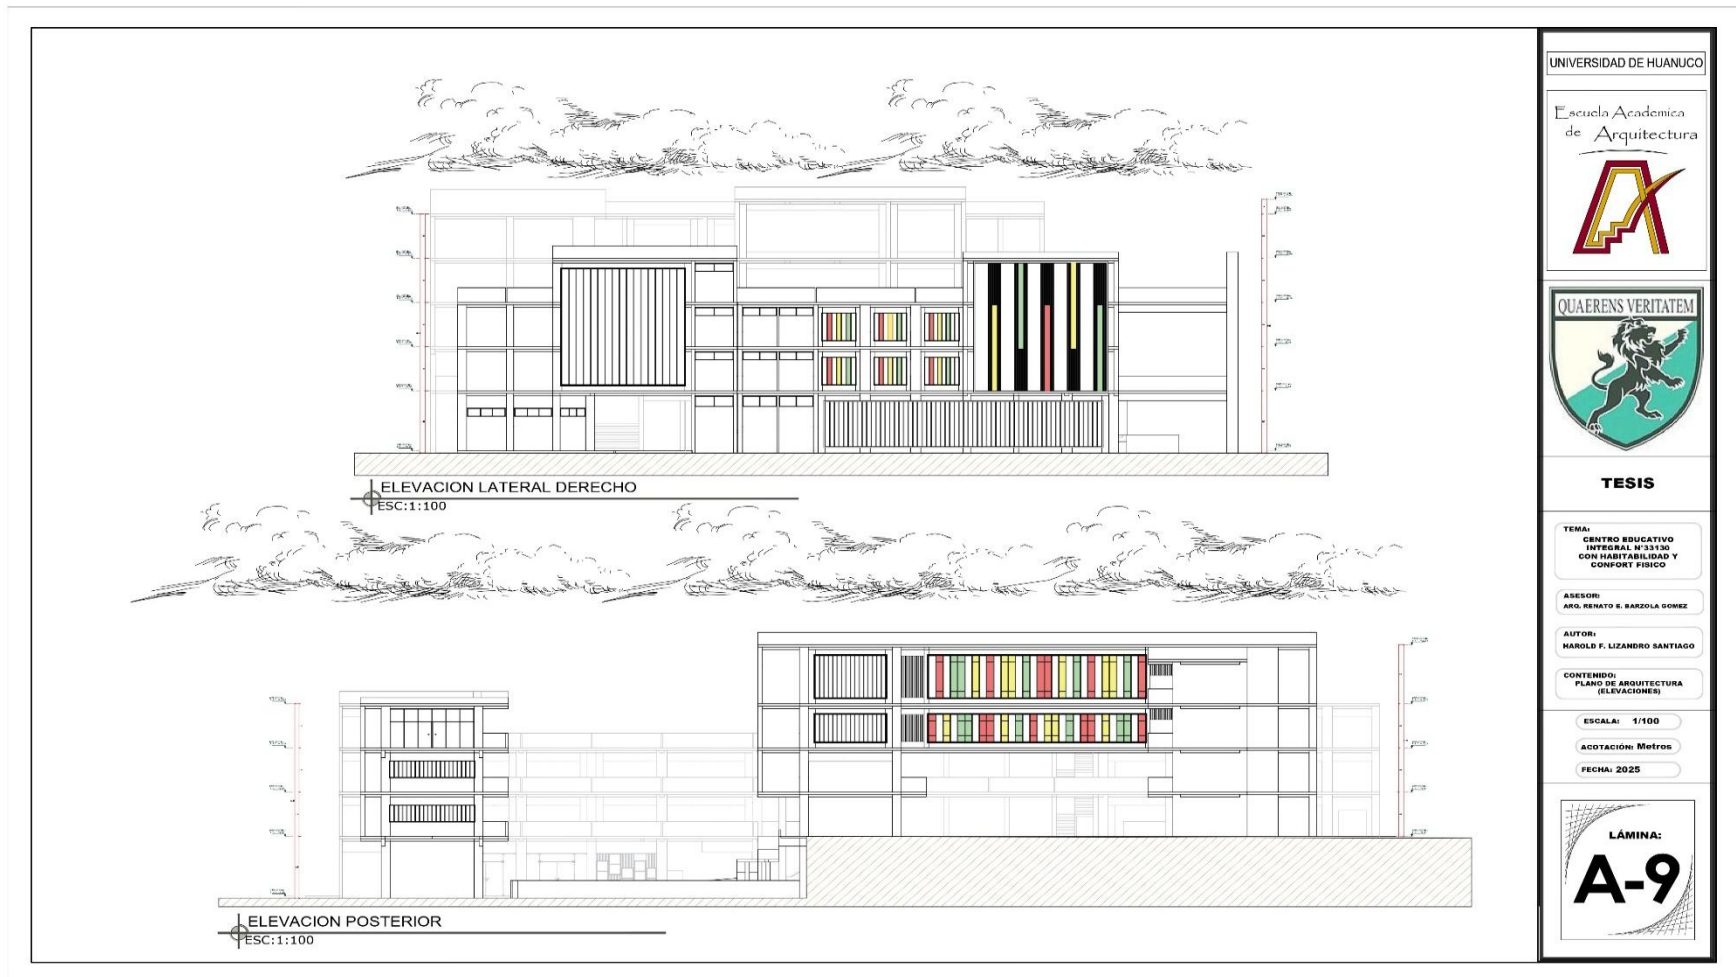 ELEVACION LATERAL DERECHO
ESC:1:100
ELEVACION POSTERIOR
ESC:1:100
UNIVERSIDAD DE HUANUCO
Escuela Academica
de Arquitectura
QUAERENS VERITATEM
TESIS
TEMA:
CENTRO EDUCATIVO
INTEGRAL N°33130
CON HABITABILIDAD Y
CONFORT FISICO
ASESOR:
ARQ. RENATO E. BARZOLA GOMEZ
AUTOR:
HAROLD F. LIZANDRO SANTIAGO
CONTENIDO:
PLANO DE ARQUITECTURA
(ELEVACIONES)
ESCALA: 1/100
ACOTACIÓN: Metros
FECHA: 2025
LÁMINA:
A-9